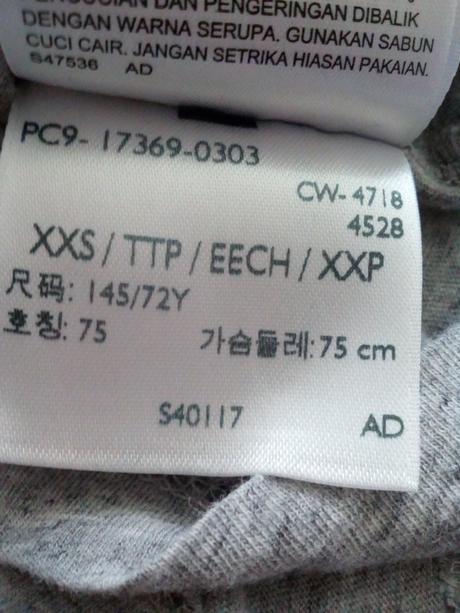 DAN PENGERINGAN DIBALIK
DENGAN WARNA SERUPA. GUNAKAN SABUN
CUCI CAIR. JANGAN SETRIKA HIASAN PAKAIAN.
S47536 AD
PC9- 17369-0303
CW- 4718
4528
XXS / TTP / EECH / XXP
尺码: 145/72Y
호칭: 75 가슴둘레: 75 cm
S40117 AD